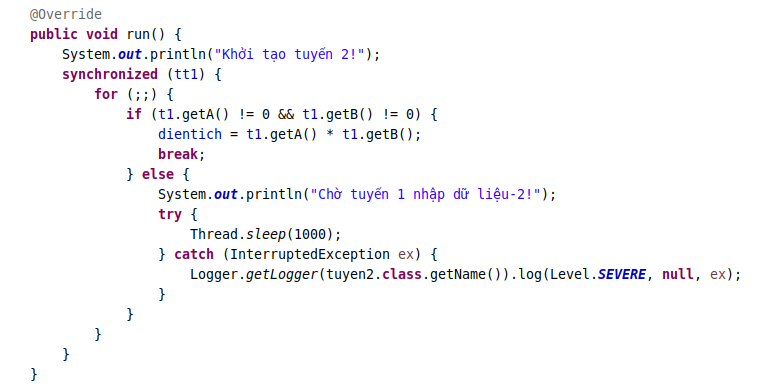 @Override
public void run() {
    System.out.println("Khởi tạo tuyến 2!");
    synchronized (tt1) {
        for (;;) {
            if (t1.getA() != 0 && t1.getB() != 0) {
                dientich = t1.getA() * t1.getB();
                break;
            } else {
                System.out.println("Chờ tuyến 1 nhập dữ liệu-2!");
                try {
                    Thread.sleep(1000);
                } catch (InterruptedException ex) {
                    Logger.getLogger(tuyen2.class.getName()).log(Level.SEVERE, null, ex);
                }
            }
        }
    }
}